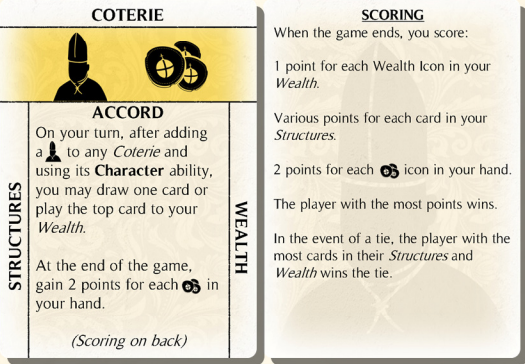 COTERIE
ACCORD
On your turn, after adding
a to any Coterie and
using its Character ability,
you may draw one card or
play the top card to your
Wealth.
At the end of the game,
gain 2 points for each in
your hand.
(Scoring on back)
STRUCTURES
WEALTH
SCORING
When the game ends, you score:
1 point for each Wealth Icon in your
Wealth.
Various points for each card in your
Structures.
2 points for each icon in your hand.
The player with the most points wins.
In the event of a tie, the player with the
most cards in their Structures and
Wealth wins the tie.